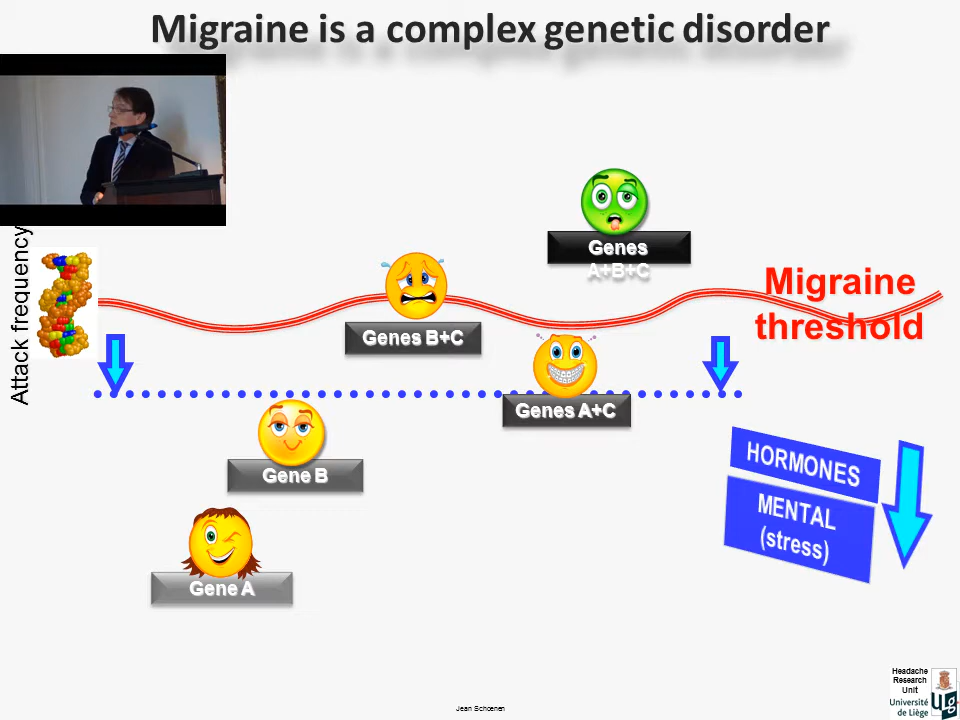 Migraine is a complex genetic disorder
Attack frequency
Genes
A+B+C
Migraine
threshold
Genes B+C
Genes A+C
Gene B
HORMONES
MENTAL
(stress)
Gene A
Headache
Research
Unit
Université
de Liège
Ulg
Jean Schoenen